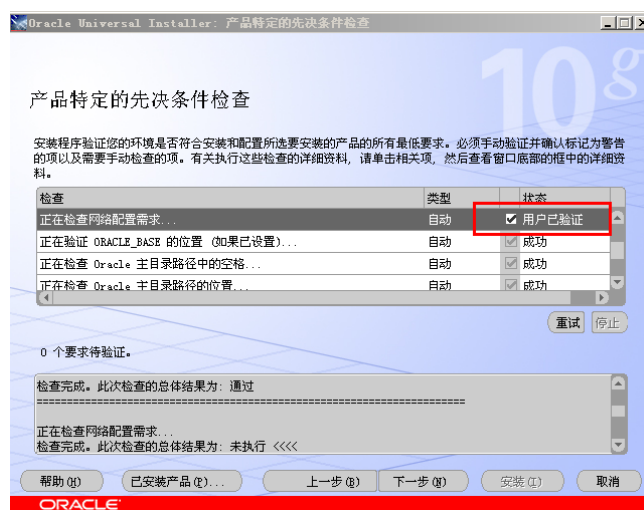 Oracle Universal Installer: 产品特定的先决条件检查
10g
产品特定的先决条件检查
安装程序验证您的环境是否符合安装和配置所选要安装的产品的所有最低要求。必须手动验证并确认标记为警告
的项以及需要手动检查的项。有关执行这些检查的详细资料，请单击相关项，然后查看窗口底部的框中的详细资
料。
检查 类型 状态
正在检查网络配置需求... 自动 用户已验证
正在验证 ORACLE_BASE 的位置 (如果已设置)... 自动 成功
正在检查 Oracle 主目录路径中的空格... 自动 成功
正在检查 Oracle 主目录路径的位置... 自动 成功
重试 停止
0 个要求待验证。
检查完成。此次检查的总体结果为: 通过
========================================================================
正在检查网络配置需求...
检查完成。此次检查的总体结果为: 未执行 <<<<
帮助(H) 已安装产品(P)... 上一步(B) 下一步(N) 安装(I) 取消
ORACLE